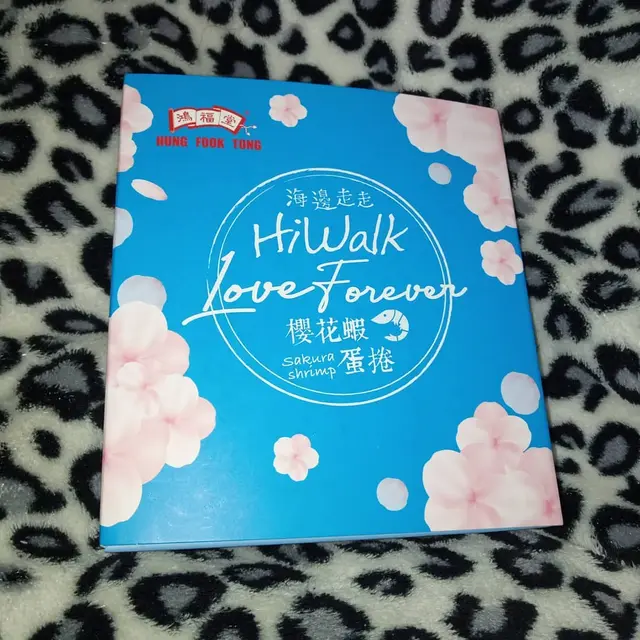 鴻福堂
HUNG FOOK TONG
海邊走走
HiWalk
Love Forever
櫻花蝦
sakura
shrimp 蛋捲